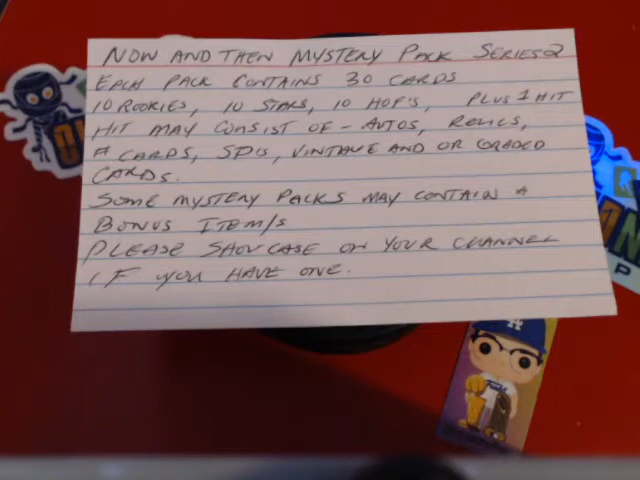 NOW AND THEN MYSTERY PACK SERIES 2
EACH PACK CONTAINS 30 CARDS
10 ROOKIES, 10 STARS, 10 HOF'S, PLUS 1 HIT
HIT MAY CONSIST OF - AUTOS, RELICS,
# CARDS, SP'S, VINTAGE AND OR GRADED
CARDS.
SOME MYSTERY PACKS MAY CONTAIN A
BONUS ITEM/S
PLEASE SHOWCASE ON YOUR CHANNEL
IF YOU HAVE ONE.